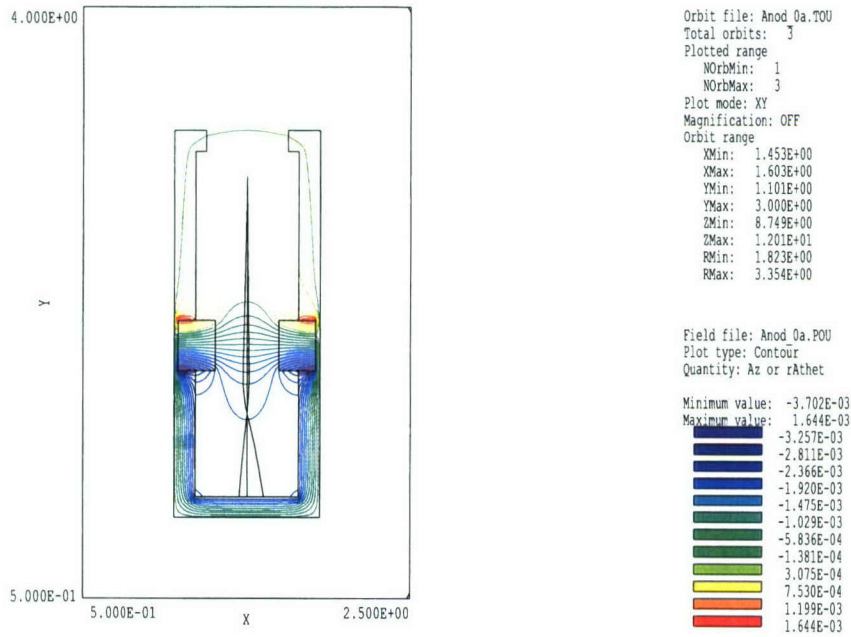 4.000E+00
Y
5.000E-01
5.000E-01
X
2.500E+00
Orbit file: Anod_0a.TOU
Total orbits: 3
Plotted range
NOrbMin: 1
NOrbMax: 3
Plot mode: XY
Magnification: OFF
Orbit range
XMin: 1.453E+00
XMax: 1.603E+00
YMin: 1.101E+00
YMax: 3.000E+00
ZMin: 8.749E+00
ZMax: 1.201E+01
RMin: 1.823E+00
RMax: 3.354E+00
Field file: Anod_0a.POU
Plot type: Contour
Quantity: Az or rAthet
Minimum value: -3.702E-03
Maximum value: 1.644E-03
-3.257E-03
-2.811E-03
-2.366E-03
-1.920E-03
-1.475E-03
-1.029E-03
-5.836E-04
-1.381E-04
3.075E-04
7.530E-04
1.199E-03
1.644E-03